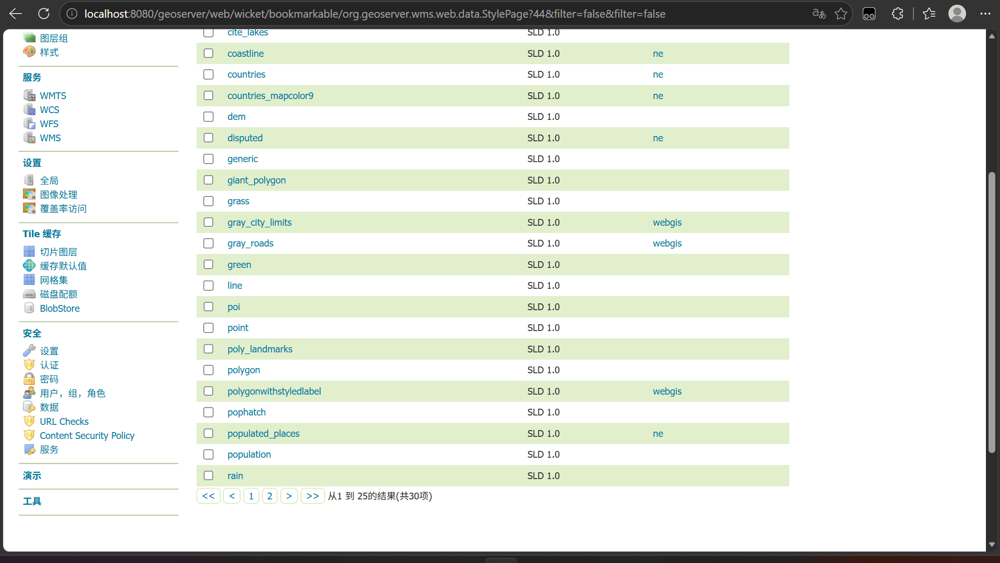 localhost:8080/geoserver/web/wicket/bookmarkable/org.geoserver.wms.web.data.StylePage?44&filter=false&filter=false
图层组
样式
服务
WMTS
WCS
WFS
WMS
设置
全局
图像处理
覆盖率访问
Tile 缓存
切片图层
缓存默认值
网格集
磁盘配额
BlobStore
安全
设置
认证
密码
用户，组，角色
数据
URL Checks
Content Security Policy
服务
演示
工具
cite_lakes SLD 1.0
coastline SLD 1.0 ne
countries SLD 1.0 ne
countries_mapcolor9 SLD 1.0 ne
dem SLD 1.0
disputed SLD 1.0 ne
generic SLD 1.0
giant_polygon SLD 1.0
grass SLD 1.0
gray_city_limits SLD 1.0 webgis
gray_roads SLD 1.0 webgis
green SLD 1.0
line SLD 1.0
poi SLD 1.0
point SLD 1.0
poly_landmarks SLD 1.0
polygon SLD 1.0
polygonwithstyledlabel SLD 1.0 webgis
pophatch SLD 1.0
populated_places SLD 1.0 ne
population SLD 1.0
rain SLD 1.0
<< < 1 2 > >> 从1 到 25的结果(共30项)